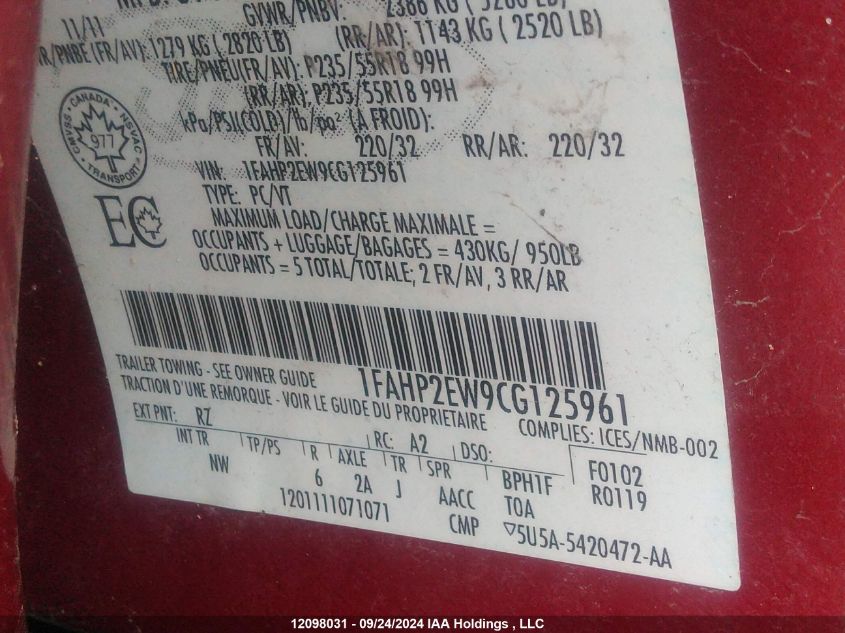 11/11 GVWR/PNBV:
(FR/AV): 1279 KG ( 2820 LB) (RR/AR): 1143 KG ( 2520 LB)
TIRE/PNEU(FR/AV): P235/55R18 99H
(RR/AR): P235/55R18 99H
kPa/PSI(COLD)/lb/po² (A FROID):
FR/AV: 220/32 RR/AR: 220/32
CMVSS • CANADA • NSVAC
977
TRANSPORT
VIN: 1FAHP2EW9CG125961
TYPE: PC/VT
EC
MAXIMUM LOAD/CHARGE MAXIMALE =
OCCUPANTS + LUGGAGE/BAGAGES = 430KG/ 950LB
OCCUPANTS = 5 TOTAL/TOTALE; 2 FR/AV, 3 RR/AR
TRAILER TOWING - SEE OWNER GUIDE 1FAHP2EW9CG125961
TRACTION D'UNE REMORQUE - VOIR LE GUIDE DU PROPRIETAIRE COMPLIES: ICES/NMB-002
EXT PNT: RZ RC: A2 DSO: F0102
INT TR TP/PS R AXLE TR SPR BPH1F R0119
NW 6 2A J AACC TOA
1201111071071 CMP ▽5U5A-5420472-AA
12098031 - 09/24/2024 IAA Holdings , LLC